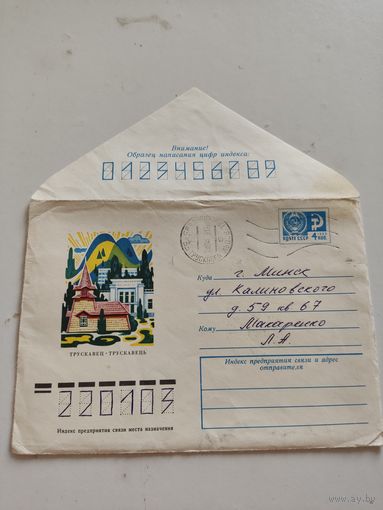 Внимание!
Образец написания цифр индекса:
0123456789
ПОЧТА СССР
4 КОП
Куда г. Минск
ул. Калиновского
д. 59 кв 67
Кому Макаренко
Л А
ТРУСКАВЕЦ · ТРУСКАВЕЦЬ
Индекс предприятия связи и адрес
отправителя
220103
Индекс предприятия связи места назначения
www.ay.by